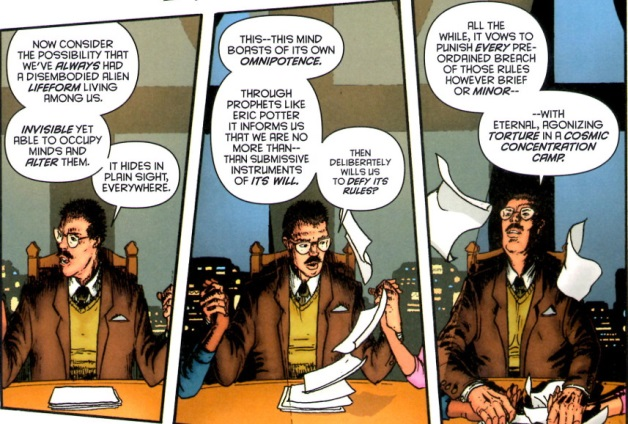 NOW CONSIDER
THE POSSIBILITY THAT
WE'VE ALWAYS HAD
A DISEMBODIED ALIEN
LIFEFORM LIVING
AMONG US.
INVISIBLE YET
ABLE TO OCCUPY
MINDS AND
ALTER THEM.
IT HIDES IN
PLAIN SIGHT,
EVERYWHERE.
THIS--THIS MIND
BOASTS OF ITS OWN
OMNIPOTENCE.
THROUGH
PROPHETS LIKE
ERIC POTTER
IT INFORMS US
THAT WE ARE NO
MORE THAN--
THAN SUBMISSIVE
INSTRUMENTS
OF ITS WILL.
THEN
DELIBERATELY
WILLS US
TO DEFY ITS
RULES?
ALL THE
WHILE, IT VOWS TO
PUNISH EVERY PRE-
ORDAINED BREACH
OF THOSE RULES
HOWEVER BRIEF
OR MINOR--
--WITH
ETERNAL, AGONIZING
TORTURE IN A COSMIC
CONCENTRATION
CAMP.